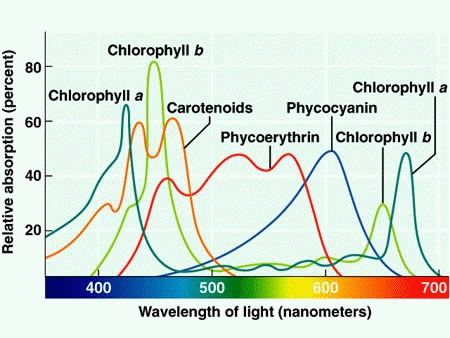 Chlorophyll b
Chlorophyll a
Chlorophyll a
Carotenoids
Phycocyanin
Phycoerythrin
Chlorophyll b
Relative absorption (percent)
80
60
40
20
400
500
600
700
Wavelength of light (nanometers)